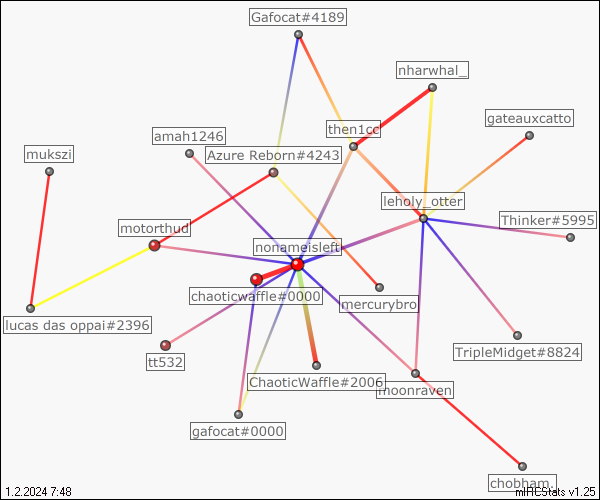 Gafocat#4189
nharwhal_
gateauxcatto
then1cc
amah1246
mukszi
Azure Reborn#4243
leholy_otter
Thinker#5995
motorthud
nonameisleft
chaoticwaffle#0000
mercurybro
lucas das oppai#2396
TripleMidget#8824
tt532
ChaoticWaffle#2006
moonraven
gafocat#0000
chobham.
1.2.2024 7:48
mIRCStats v1.25